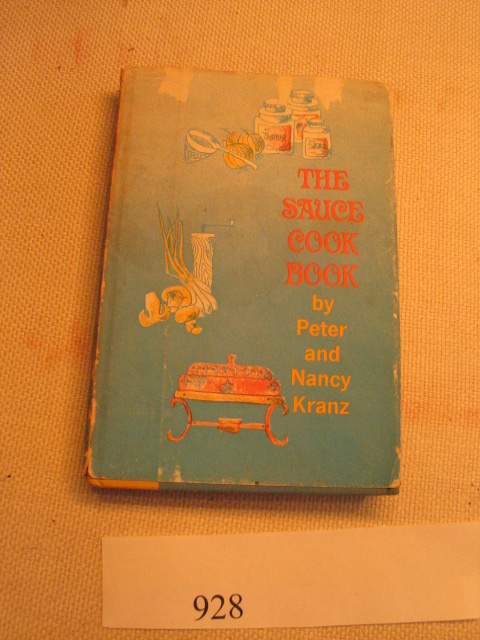 THE
SAUCE
COOK
BOOK
by
Peter
and
Nancy
Kranz
928